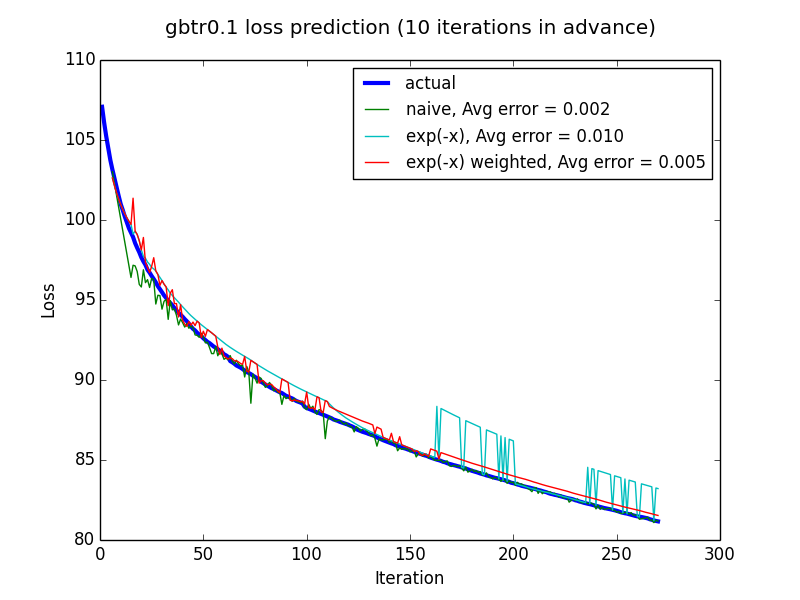 gbtr0.1 loss prediction (10 iterations in advance)
110
105
100
95
90
85
80
Loss
actual
naive, Avg error = 0.002
exp(-x), Avg error = 0.010
exp(-x) weighted, Avg error = 0.005
0 50 100 150 200 250 300
Iteration